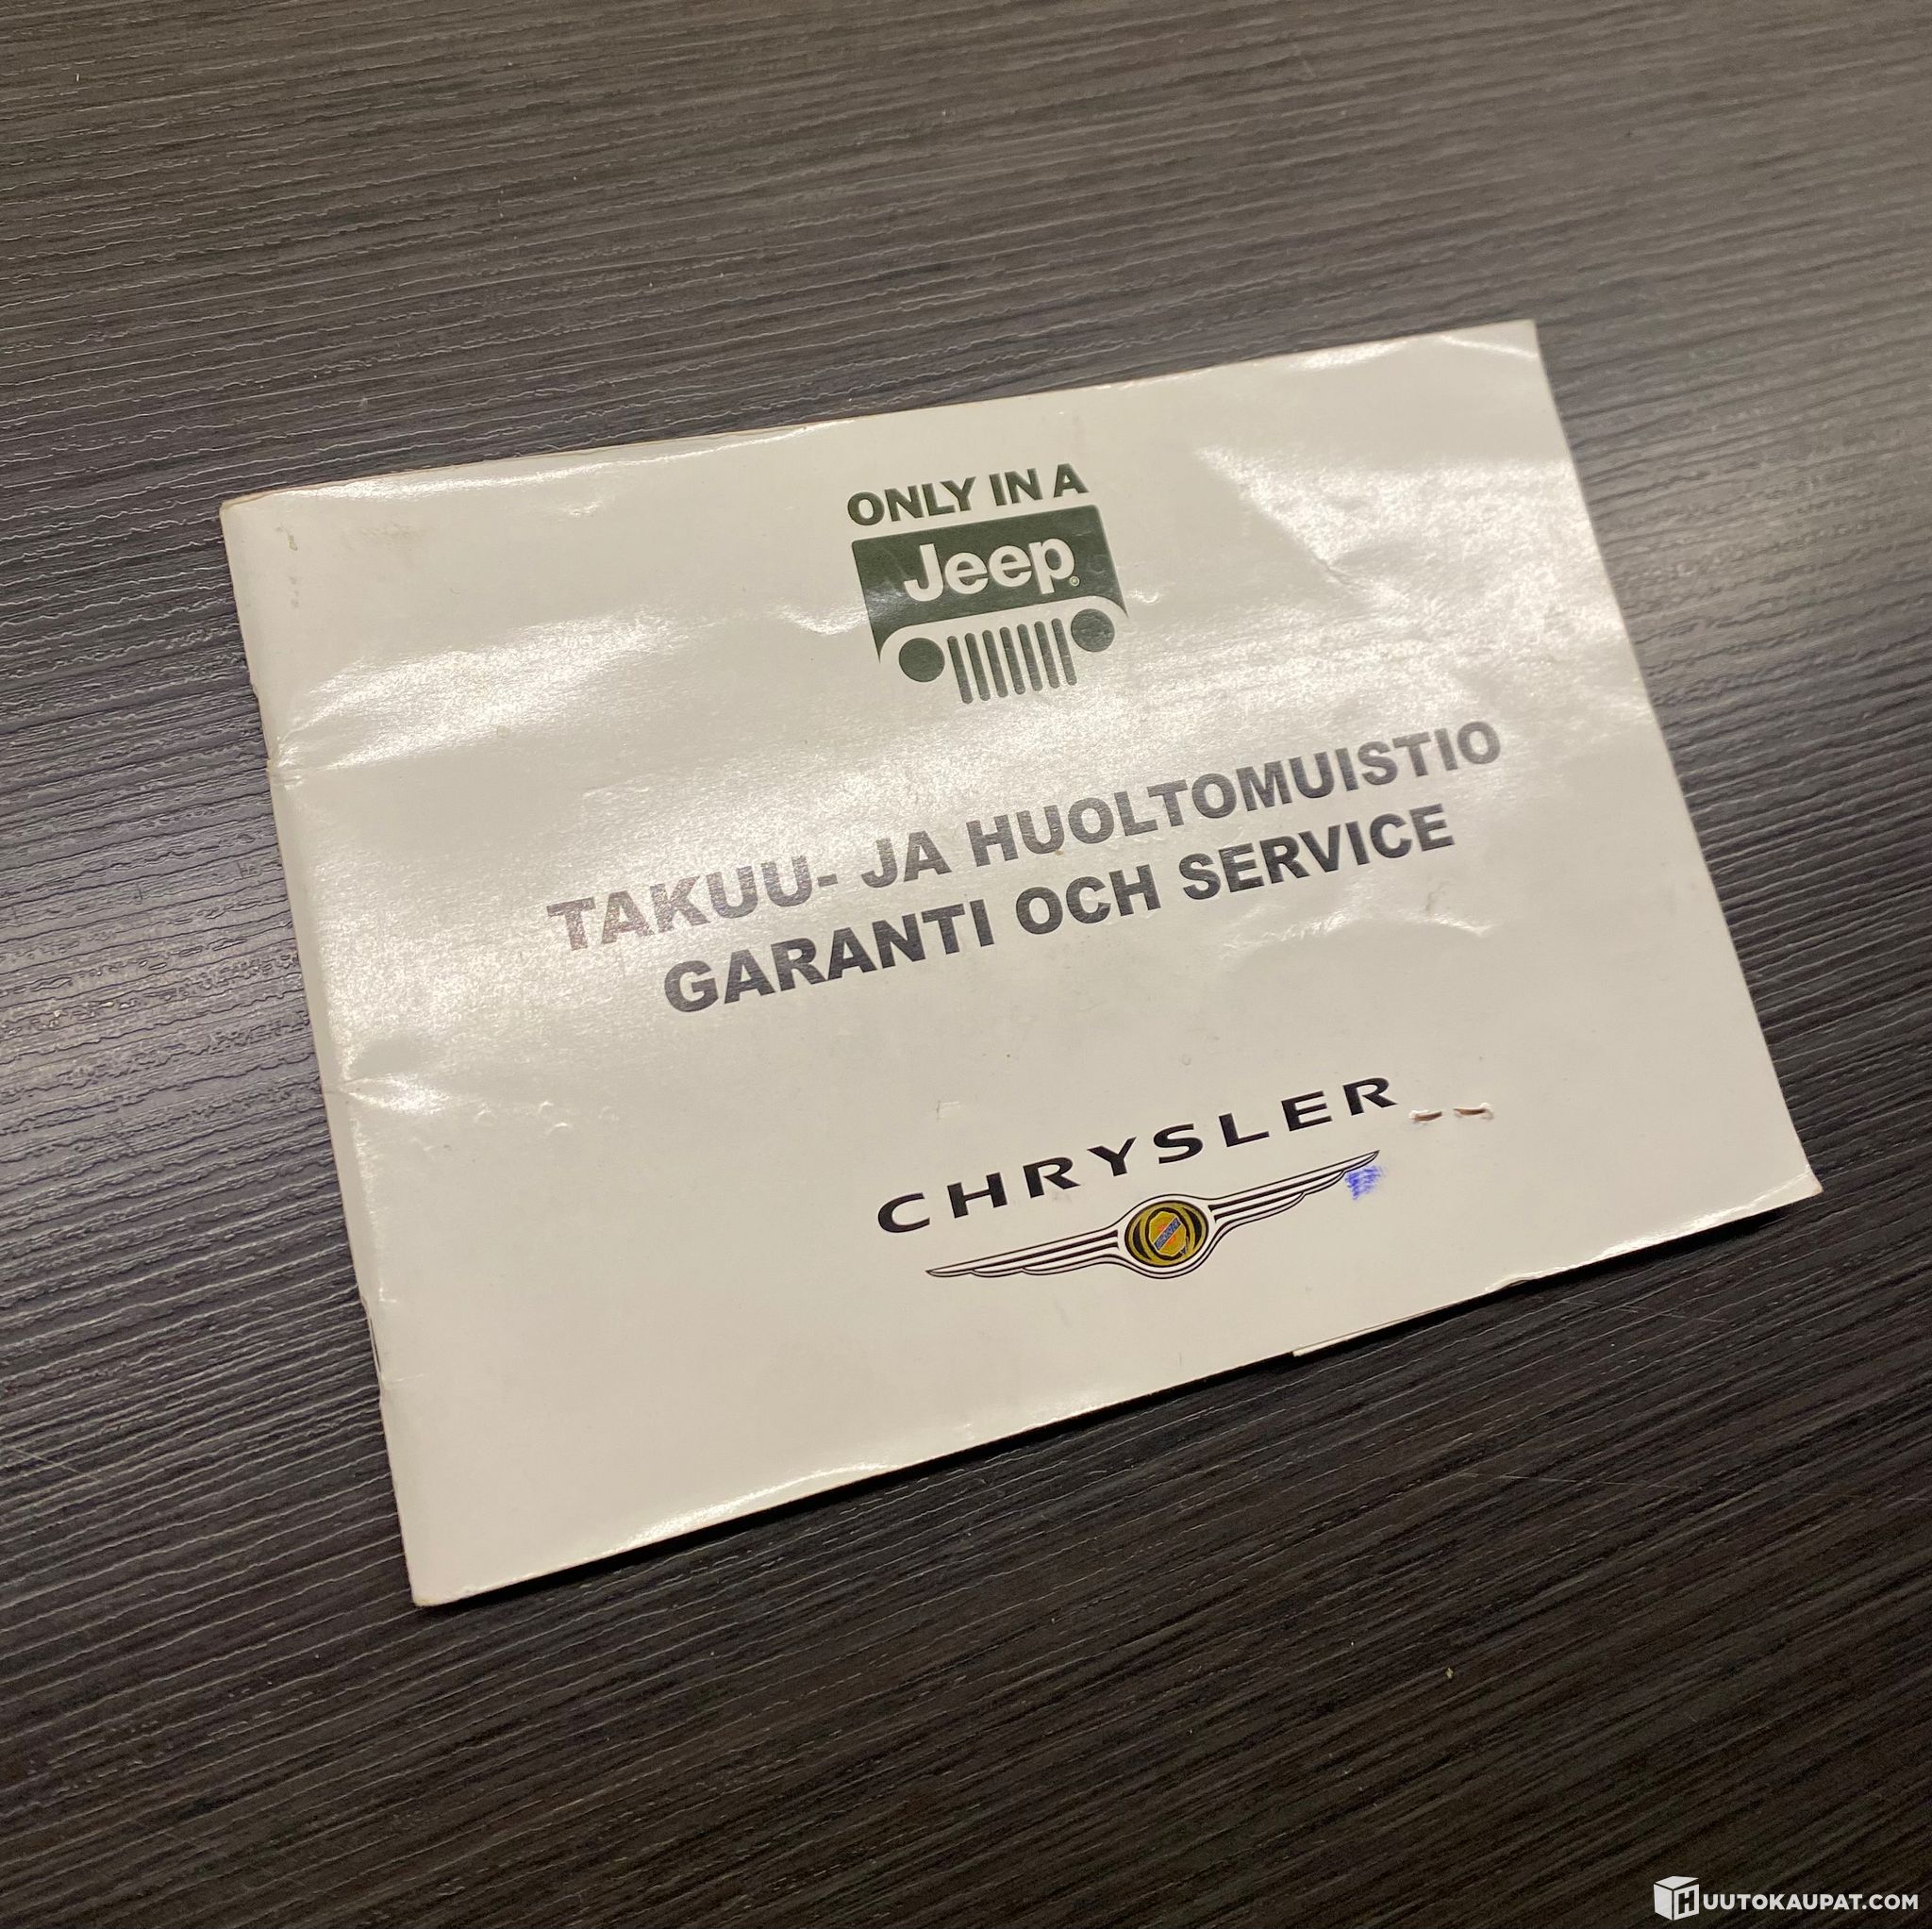 ONLY IN A
Jeep®
TAKUU- JA HUOLTOMUISTIO
GARANTI OCH SERVICE
CHRYSLER
HUUTOKAUPAT.COM